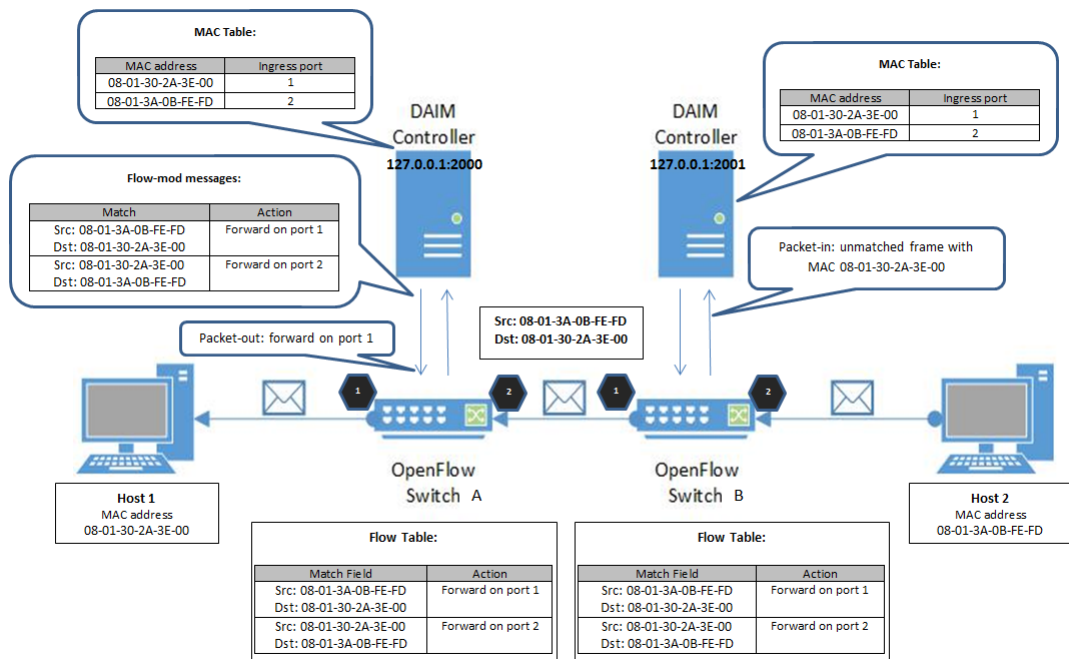 MAC Table:
MAC address Ingress port
08-01-30-2A-3E-00 1
08-01-3A-0B-FE-FD 2
MAC Table:
MAC address Ingress port
08-01-30-2A-3E-00 1
08-01-3A-0B-FE-FD 2
DAIM
Controller
127.0.0.1:2000
DAIM
Controller
127.0.0.1:2001
Flow-mod messages:
Match Action
Src: 08-01-3A-0B-FE-FD Forward on port 1
Dst: 08-01-30-2A-3E-00
Src: 08-01-30-2A-3E-00 Forward on port 2
Dst: 08-01-3A-0B-FE-FD
Packet-in: unmatched frame with
MAC 08-01-30-2A-3E-00
Src: 08-01-3A-0B-FE-FD
Dst: 08-01-30-2A-3E-00
Packet-out: forward on port 1
1
2
1
2
OpenFlow
Switch A
OpenFlow
Switch B
Host 1
MAC address
08-01-30-2A-3E-00
Host 2
MAC address
08-01-3A-0B-FE-FD
Flow Table:
Match Field Action
Src: 08-01-3A-0B-FE-FD Forward on port 1
Dst: 08-01-30-2A-3E-00
Src: 08-01-30-2A-3E-00 Forward on port 2
Dst: 08-01-3A-0B-FE-FD
Flow Table:
Match Field Action
Src: 08-01-3A-0B-FE-FD Forward on port 1
Dst: 08-01-30-2A-3E-00
Src: 08-01-30-2A-3E-00 Forward on port 2
Dst: 08-01-3A-0B-FE-FD